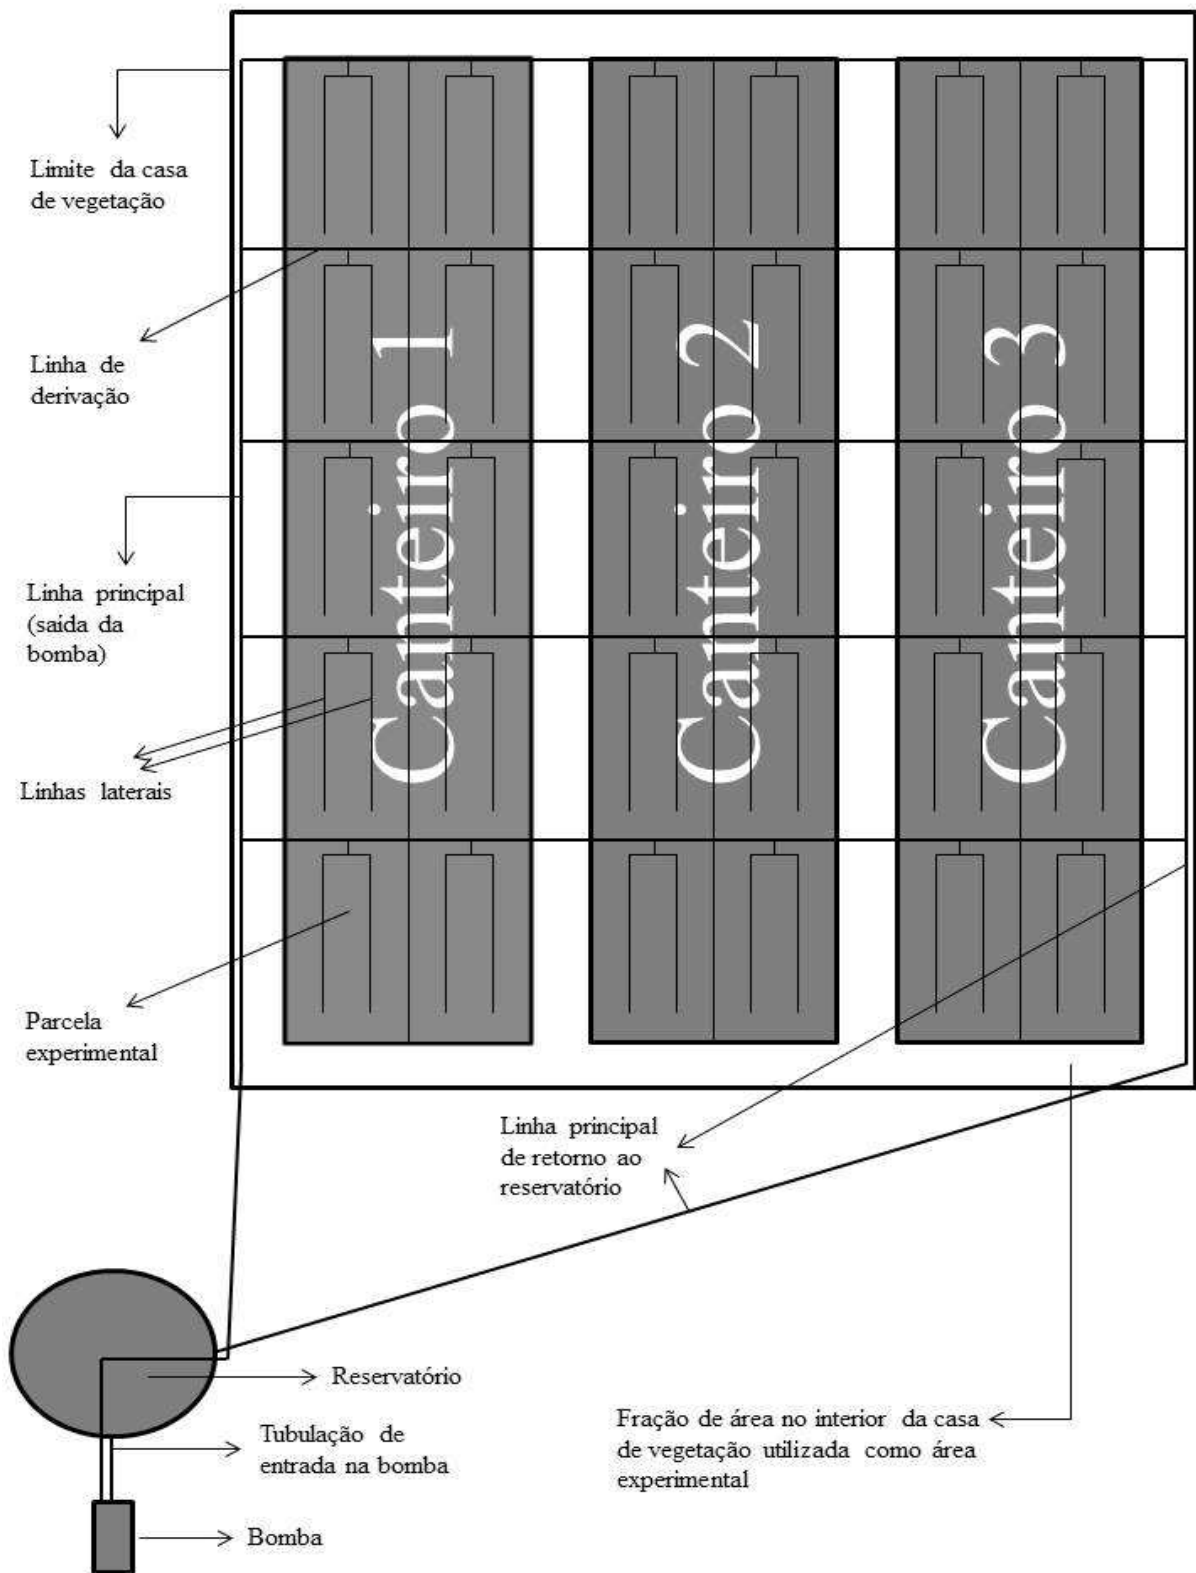 Limite da casa
de vegetação
Linha de
derivação
Linha principal
(saída da
bomba)
Linhas laterais
Parcela
experimental
Canteiro 1
Canteiro 2
Canteiro 3
Linha principal
de retorno ao
reservatório
Reservatório
Tubulação de
entrada na bomba
Bomba
Fração de área no interior da casa
de vegetação utilizada como área
experimental